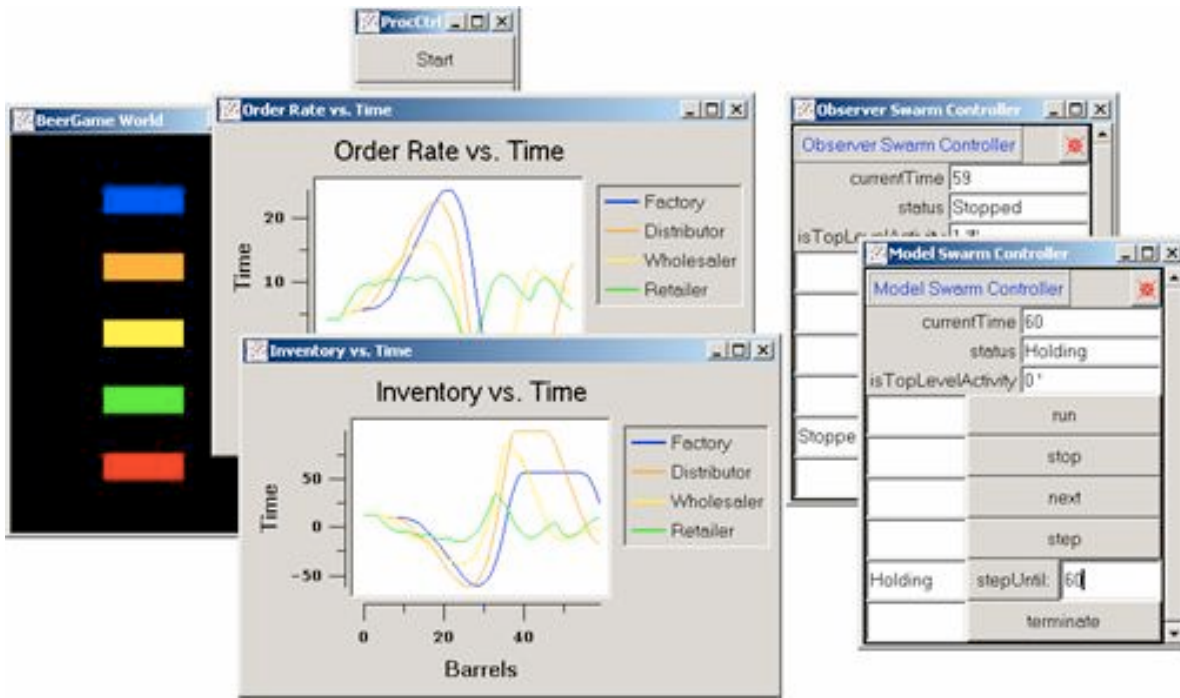 ProcCtrl
Start
BeerGame World
Order Rate vs. Time
Order Rate vs. Time
Time
20
10
Factory
Distributor
Wholesaler
Retailer
Inventory vs. Time
Inventory vs. Time
Time
50
0
-50
0
20
40
Barrels
Factory
Distributor
Wholesaler
Retailer
Observer Swarm Controller
Observer Swarm Controller
currentTime 59
status Stopped
isTopLevelActivity
Stoppe
Model Swarm Controller
Model Swarm Controller
currentTime 60
status Holding
isTopLevelActivity 0 '
run
stop
next
step
Holding stepUntil: 60
terminate